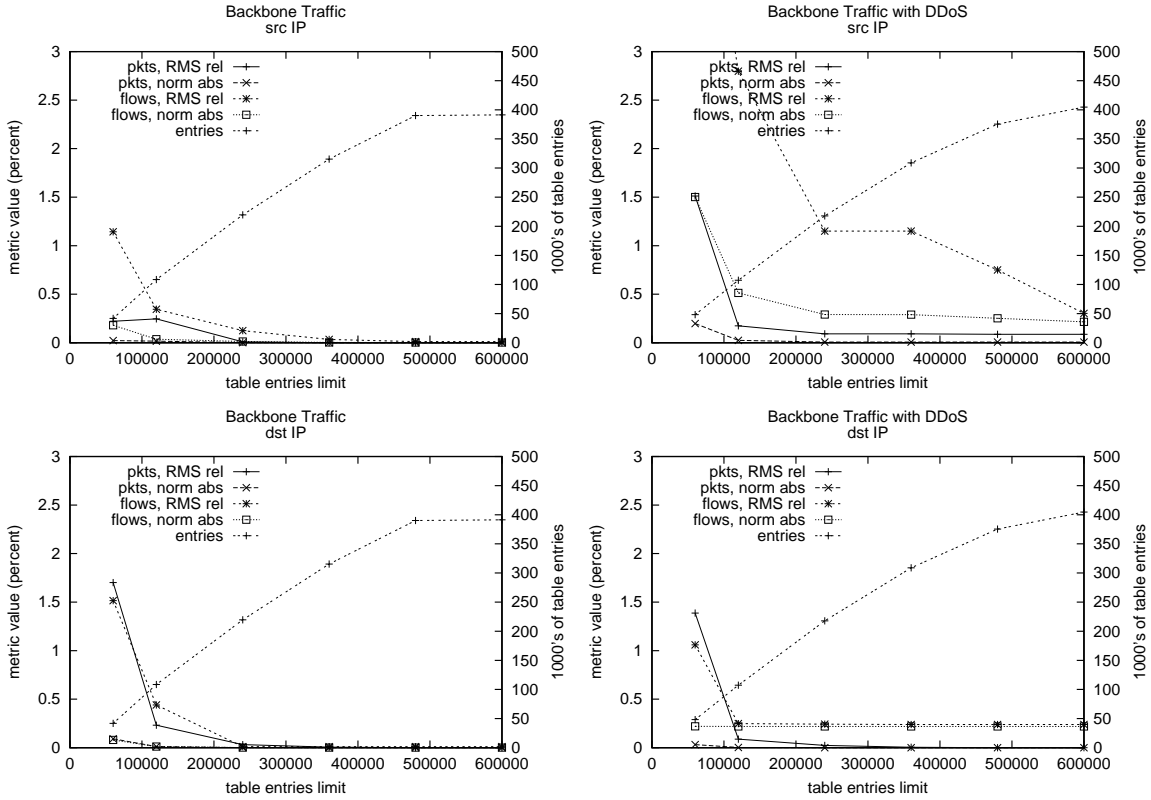 Backbone Traffic
src IP
3
2.5
2
1.5
1
0.5
0
metric value (percent)
pkts, RMS rel
pkts, norm abs
flows, RMS rel
flows, norm abs
entries
500
450
400
350
300
250
200
150
100
50
0
1000's of table entries
0 100000 200000 300000 400000 500000 600000
table entries limit
Backbone Traffic with DDoS
src IP
3
2.5
2
1.5
1
0.5
0
metric value (percent)
pkts, RMS rel
pkts, norm abs
flows, RMS rel
flows, norm abs
entries
500
450
400
350
300
250
200
150
100
50
0
1000's of table entries
0 100000 200000 300000 400000 500000 600000
table entries limit
Backbone Traffic
dst IP
3
2.5
2
1.5
1
0.5
0
metric value (percent)
pkts, RMS rel
pkts, norm abs
flows, RMS rel
flows, norm abs
entries
500
450
400
350
300
250
200
150
100
50
0
1000's of table entries
0 100000 200000 300000 400000 500000 600000
table entries limit
Backbone Traffic with DDoS
dst IP
3
2.5
2
1.5
1
0.5
0
metric value (percent)
pkts, RMS rel
pkts, norm abs
flows, RMS rel
flows, norm abs
entries
500
450
400
350
300
250
200
150
100
50
0
1000's of table entries
0 100000 200000 300000 400000 500000 600000
table entries limit